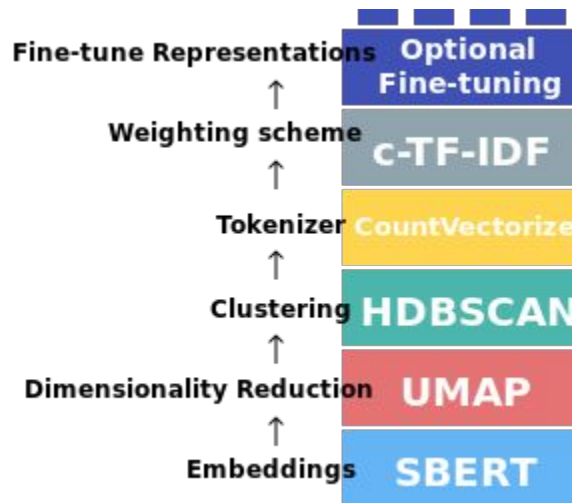 Fine-tune Representations
Optional
Fine-tuning
↑
Weighting scheme
c-TF-IDF
↑
Tokenizer
CountVectorize
↑
Clustering
HDBSCAN
↑
Dimensionality Reduction
UMAP
↑
Embeddings
SBERT